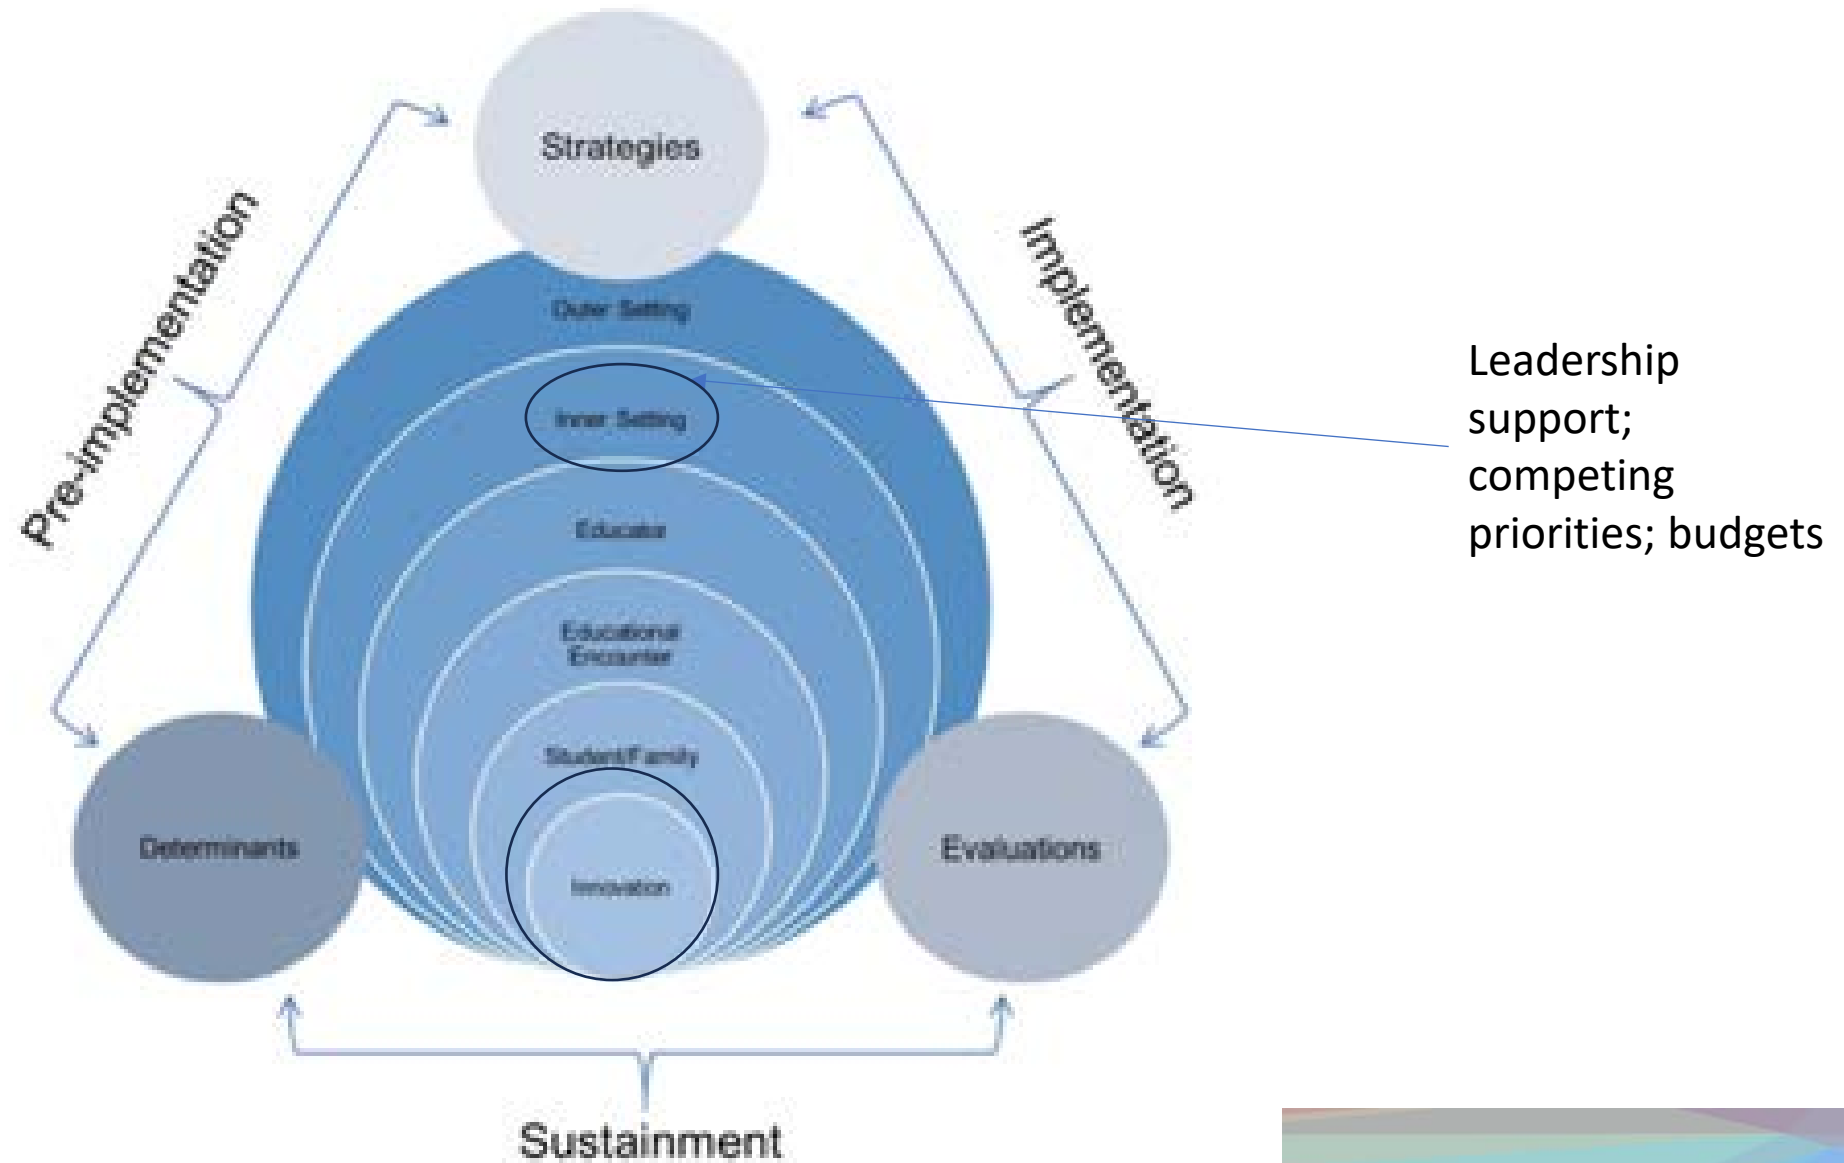 Strategies
Pre-implementation
Implementation
Outer Setting
Inner Setting
Leadership
support;
competing
priorities; budgets
Educator
Educational
Encounter
Student/Family
Determinants
Evaluations
Innovation
Sustainment